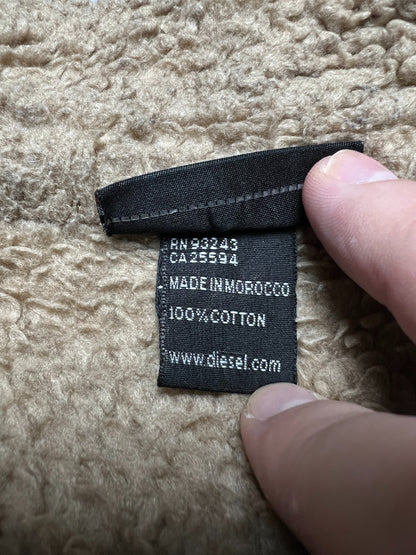 RN 93243
CA 25594
MADE IN MOROCCO
100% COTTON
www.diesel.com